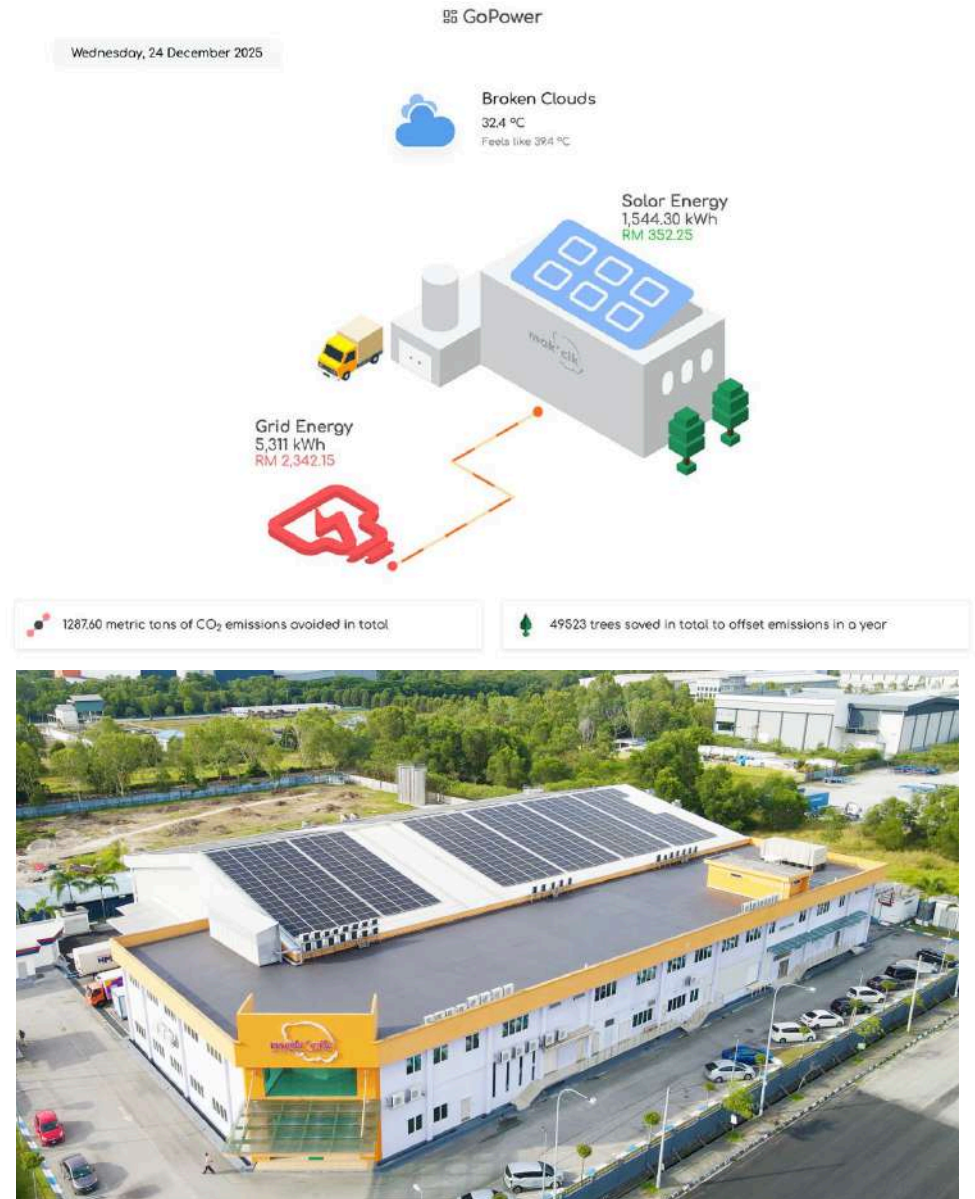 GoPower
Wednesday, 24 December 2025
Broken Clouds
32.4 °C
Feels like 39.4 °C
Solar Energy
1,544.30 kWh
RM 352.25
mak'cik
Grid Energy
5,311 kWh
RM 2,342.15
1287.60 metric tons of CO₂ emissions avoided in total
49523 trees saved in total to offset emissions in a year
mak'cik